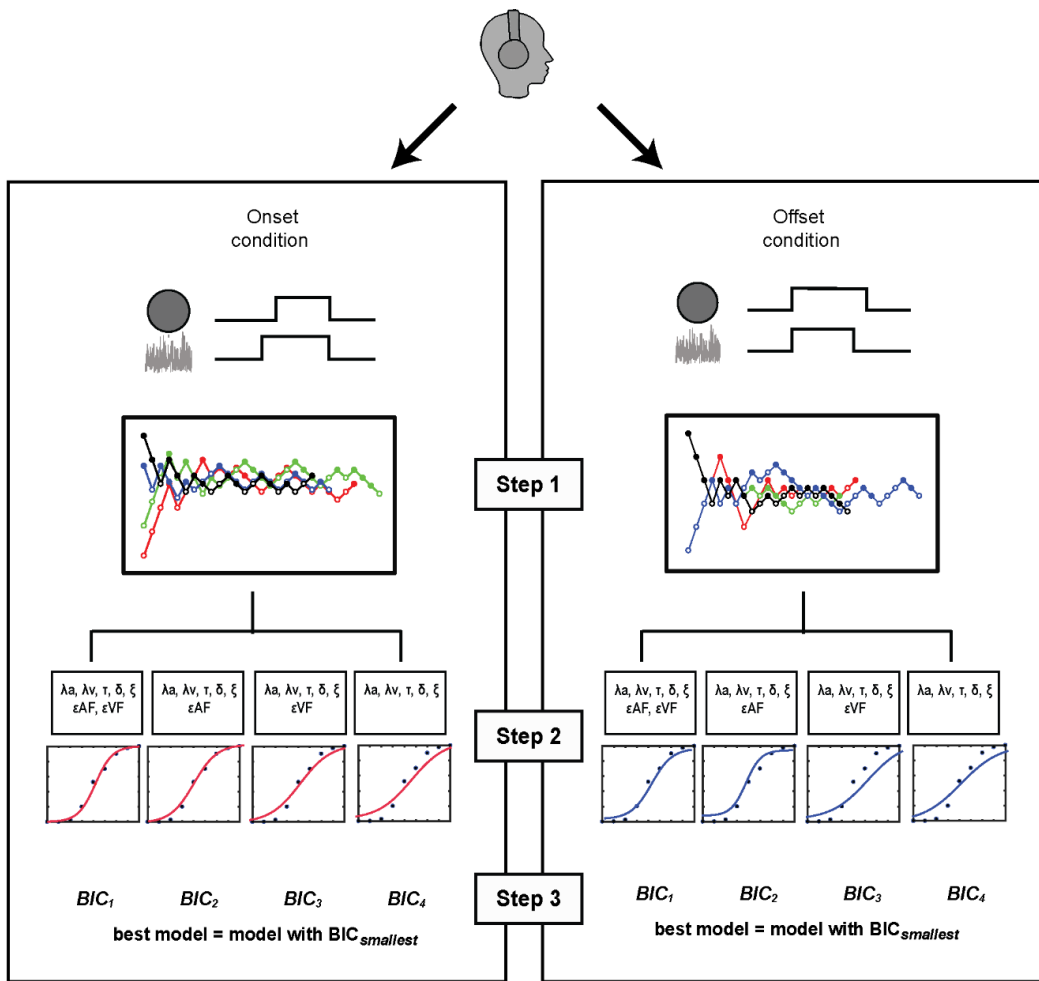 Onset
condition
Offset
condition
Step 1
λa, λv, τ, δ, ξ
εAF, εVF
λa, λv, τ, δ, ξ
εAF
λa, λv, τ, δ, ξ
εVF
λa, λv, τ, δ, ξ
λa, λv, τ, δ, ξ
εAF, εVF
λa, λv, τ, δ, ξ
εAF
λa, λv, τ, δ, ξ
εVF
λa, λv, τ, δ, ξ
Step 2
BIC1 BIC2 BIC3 BIC4
best model = model with BICsmallest
Step 3
BIC1 BIC2 BIC3 BIC4
best model = model with BICsmallest